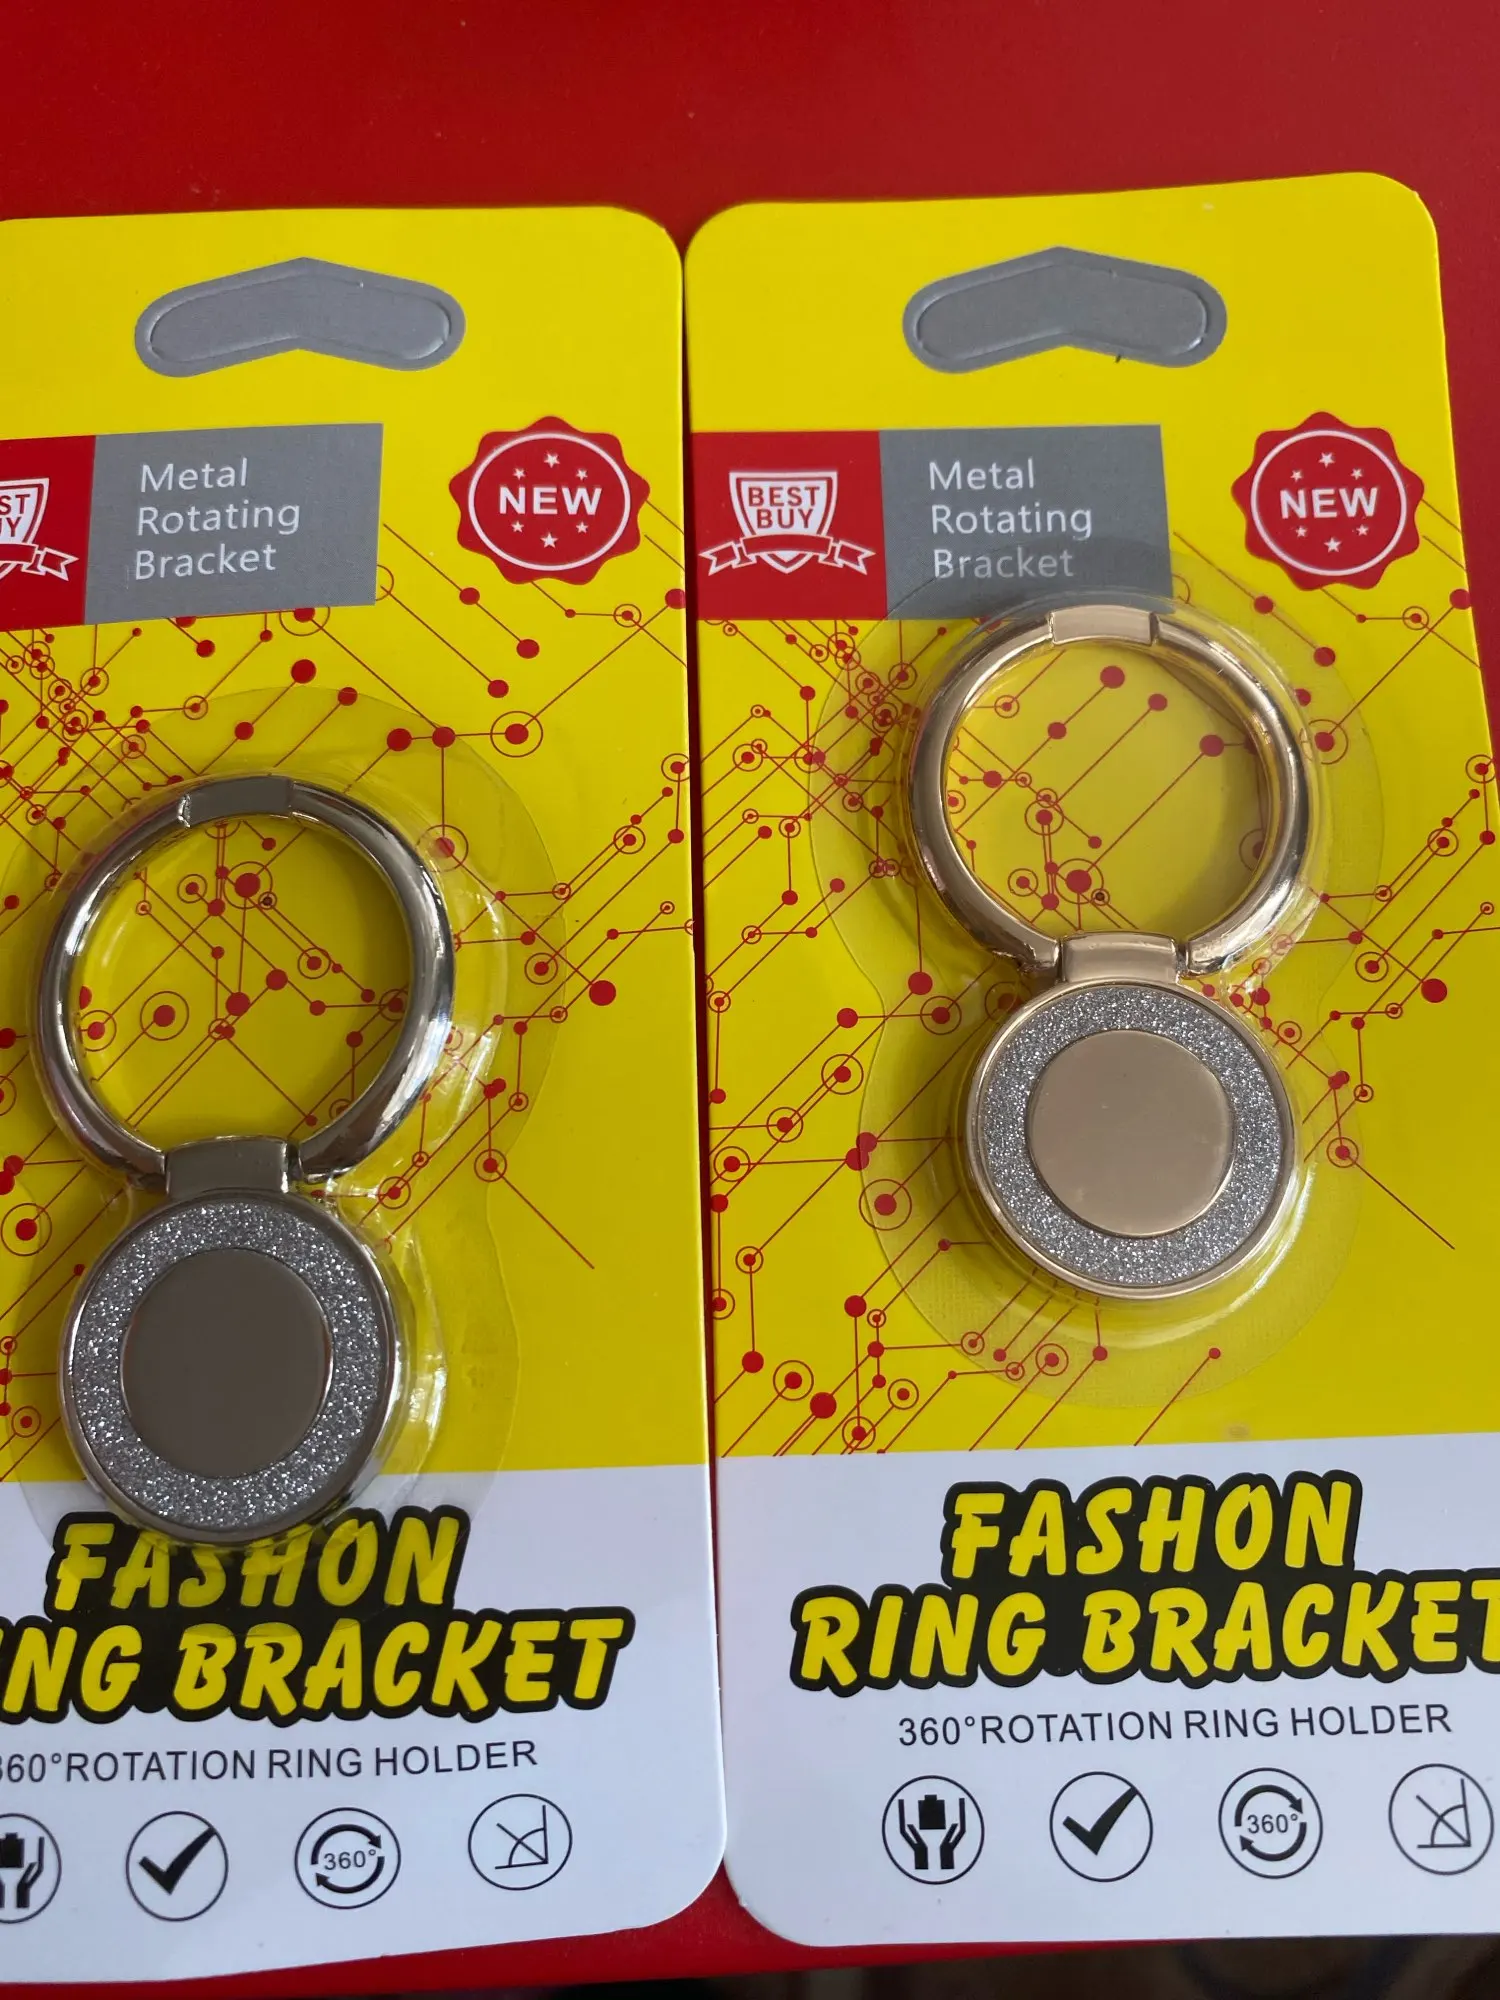 Metal
Rotating
Bracket
NEW
FASHON
RING BRACKET
360°ROTATION RING HOLDER
360°
BEST
BUY
Metal
Rotating
Bracket
NEW
FASHON
RING BRACKET
360°ROTATION RING HOLDER
360°